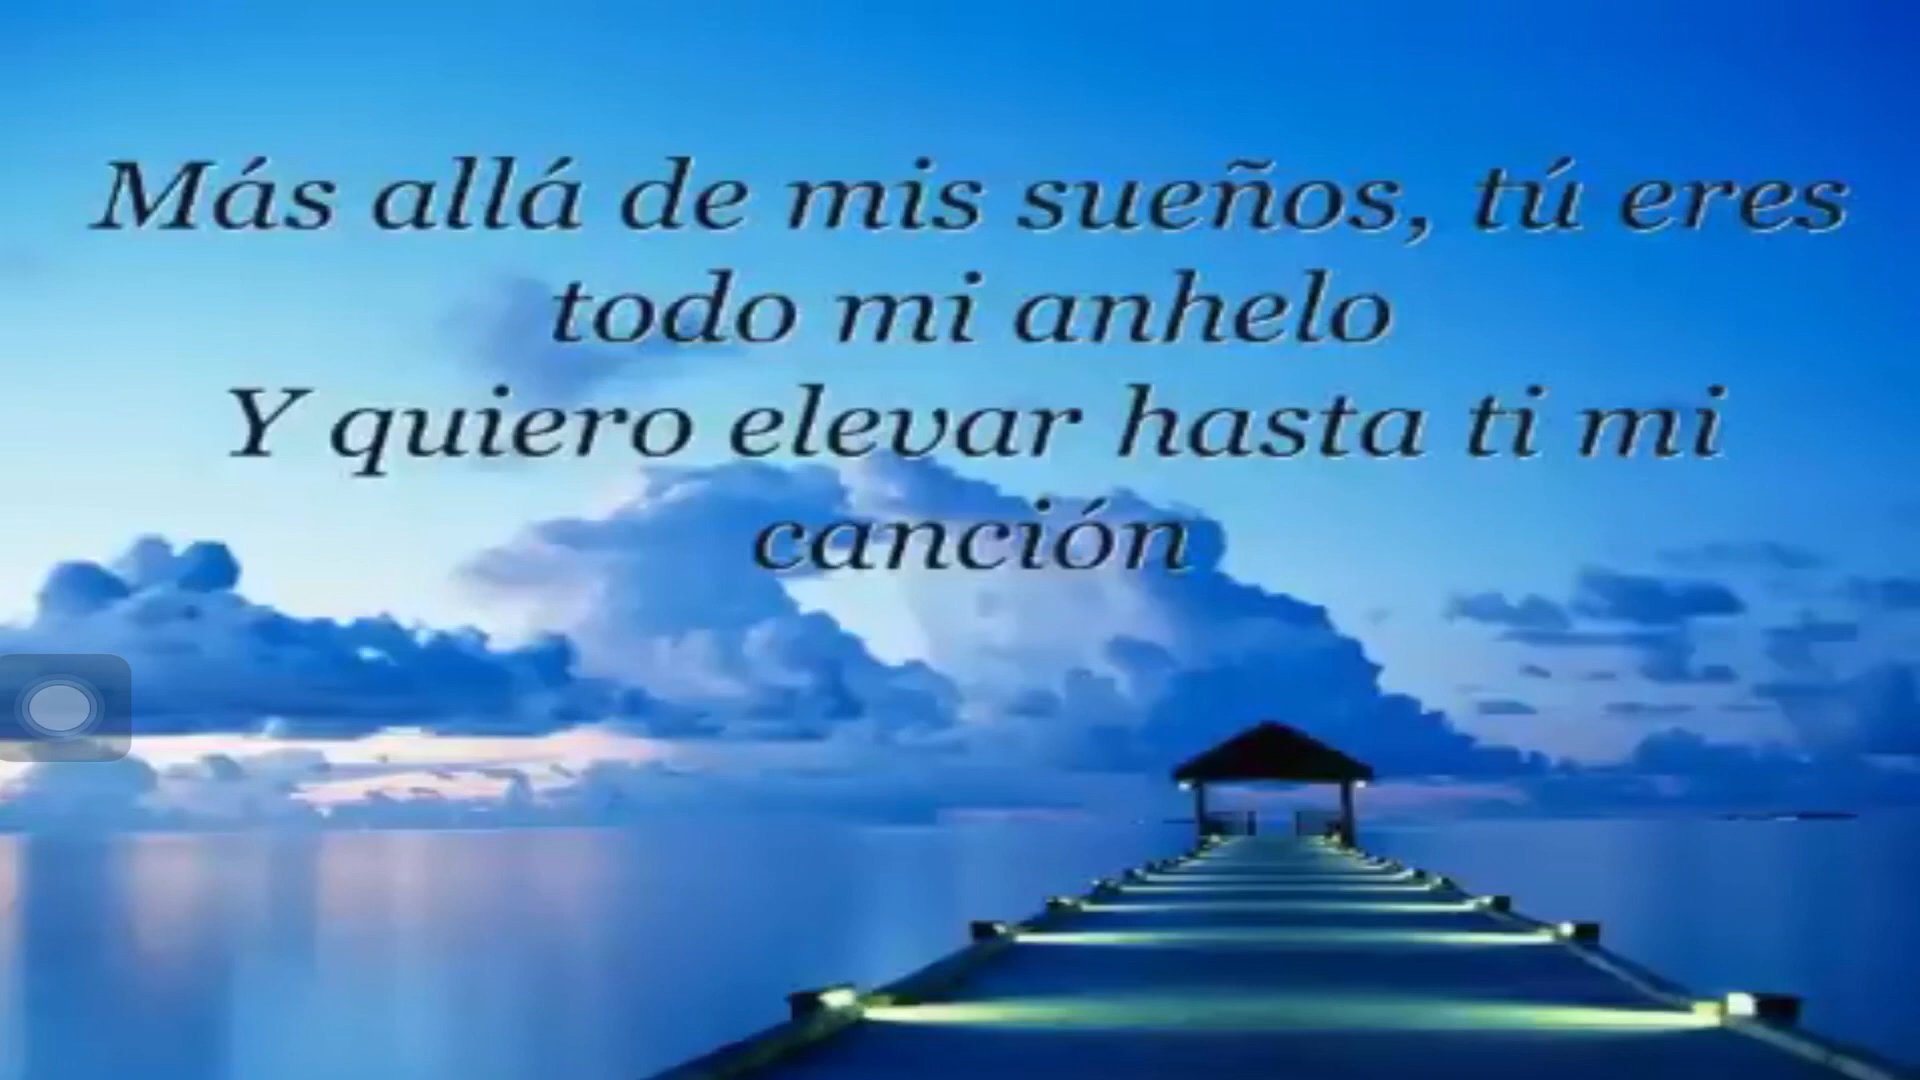 Más allá de mis sueños, tú eres
todo mi anhelo
Y quiero elevar hasta ti mi
canción